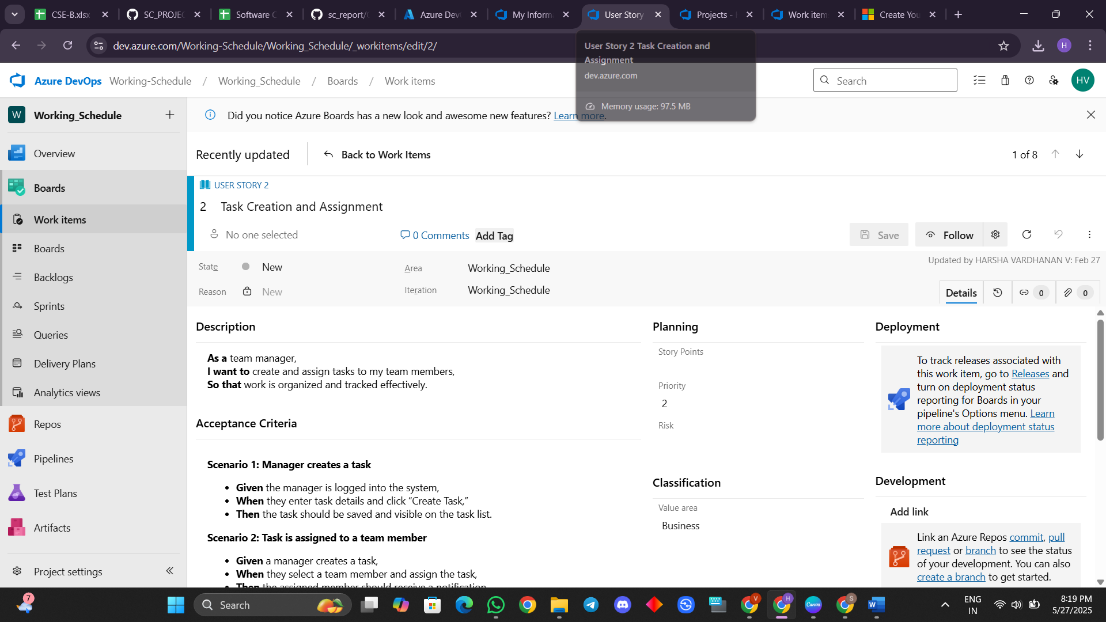 CSE-B.xlsx
SC_PROJEC
Software C
sc_report/
Azure Dev
My Inform
User Story
Projects -
Work item
Create You
dev.azure.com/Working-Schedule/Working_Schedule/_workitems/edit/2/
H
User Story 2 Task Creation and
Assignment
dev.azure.com
Memory usage: 97.5 MB
Azure DevOps Working-Schedule / Working_Schedule / Boards / Work items
Search
HV
W Working_Schedule
Did you notice Azure Boards has a new look and awesome new features? Learn more.
Overview
Boards
Work items
Boards
Backlogs
Sprints
Queries
Delivery Plans
Analytics views
Repos
Pipelines
Test Plans
Artifacts
Project settings
Recently updated
Back to Work Items
1 of 8
USER STORY 2
2 Task Creation and Assignment
No one selected
0 Comments
Add Tag
Save
Follow
State
New
Area
Working_Schedule
Updated by HARSHA VARDHANAN V: Feb 27
Reason
New
Iteration
Working_Schedule
Details
0
0
Description
As a team manager,
I want to create and assign tasks to my team members,
So that work is organized and tracked effectively.
Acceptance Criteria
Scenario 1: Manager creates a task
• Given the manager is logged into the system,
• When they enter task details and click “Create Task,”
• Then the task should be saved and visible on the task list.
Scenario 2: Task is assigned to a team member
• Given a manager creates a task,
• When they select a team member and assign the task,
• Then the assigned member should receive a notification
Planning
Story Points
Priority
2
Risk
Classification
Value area
Business
Deployment
To track releases associated with
this work item, go to Releases and
turn on deployment status
reporting for Boards in your
pipeline's Options menu. Learn
more about deployment status
reporting
Development
Add link
Link an Azure Repos commit, pull
request or branch to see the status
of your development. You can also
create a branch to get started.
7
Search
V
H
S
ENG
IN
8:19 PM
5/27/2025